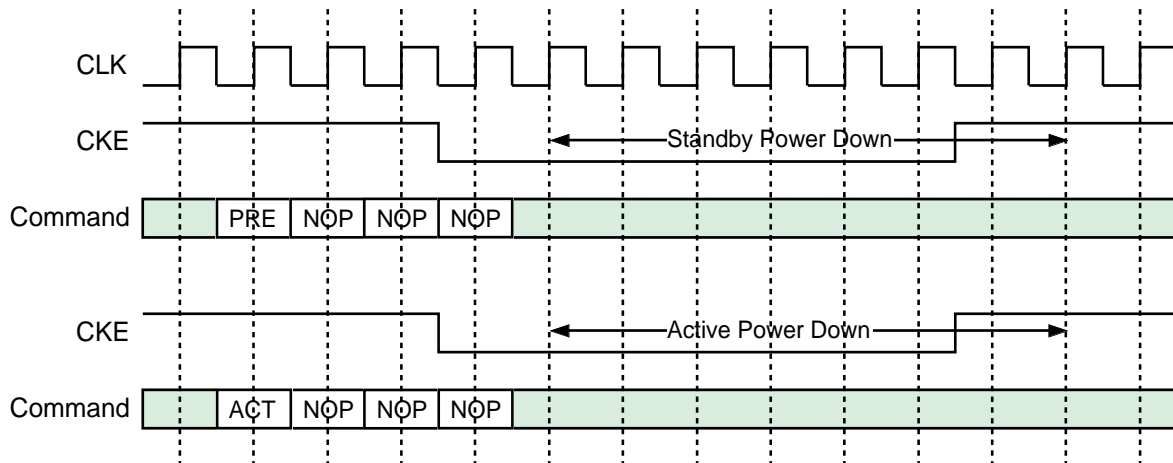 CLK
CKE
Standby Power Down
Command PRE NOP NOP NOP
CKE
Active Power Down
Command ACT NOP NOP NOP